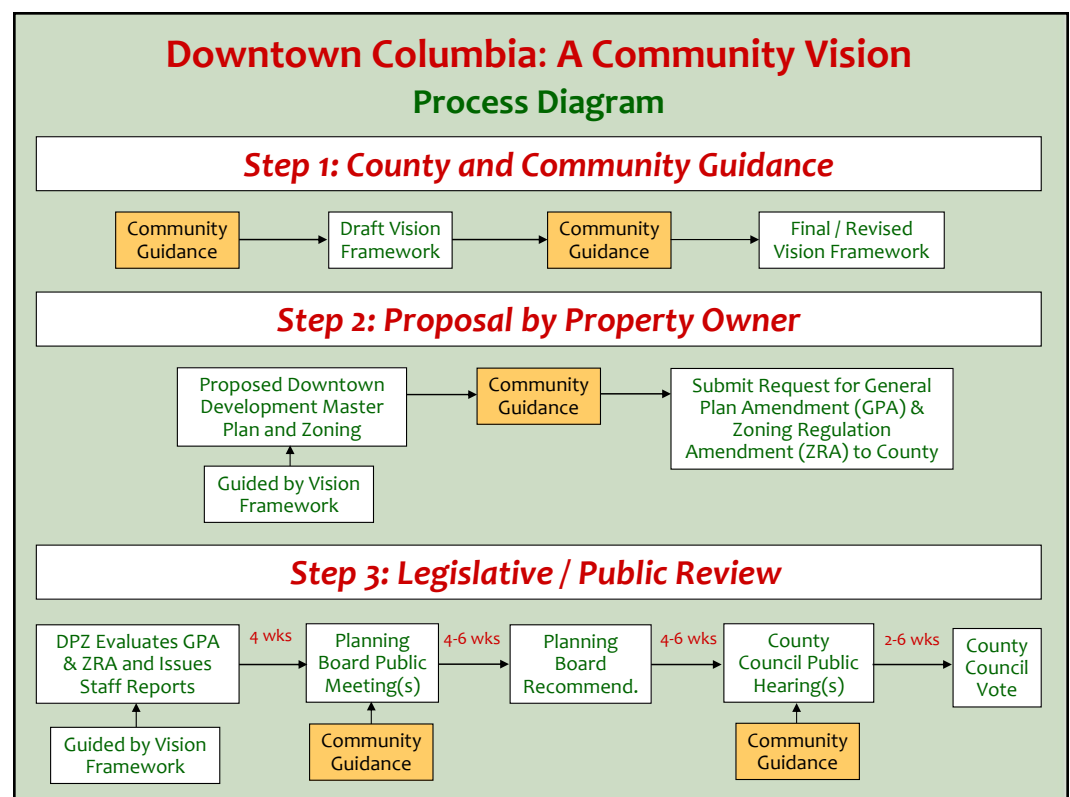 Downtown Columbia: A Community Vision
Process Diagram
Step 1: County and Community Guidance
Community
Guidance
Draft Vision
Framework
Community
Guidance
Final / Revised
Vision Framework
Step 2: Proposal by Property Owner
Proposed Downtown
Development Master
Plan and Zoning
Guided by Vision
Framework
Community
Guidance
Submit Request for General
Plan Amendment (GPA) &
Zoning Regulation
Amendment (ZRA) to County
Step 3: Legislative / Public Review
DPZ Evaluates GPA
& ZRA and Issues
Staff Reports
Guided by Vision
Framework
4 wks
Planning
Board Public
Meeting(s)
Community
Guidance
4-6 wks
Planning
Board
Recommend.
4-6 wks
County
Council Public
Hearing(s)
Community
Guidance
2-6 wks
County
Council
Vote